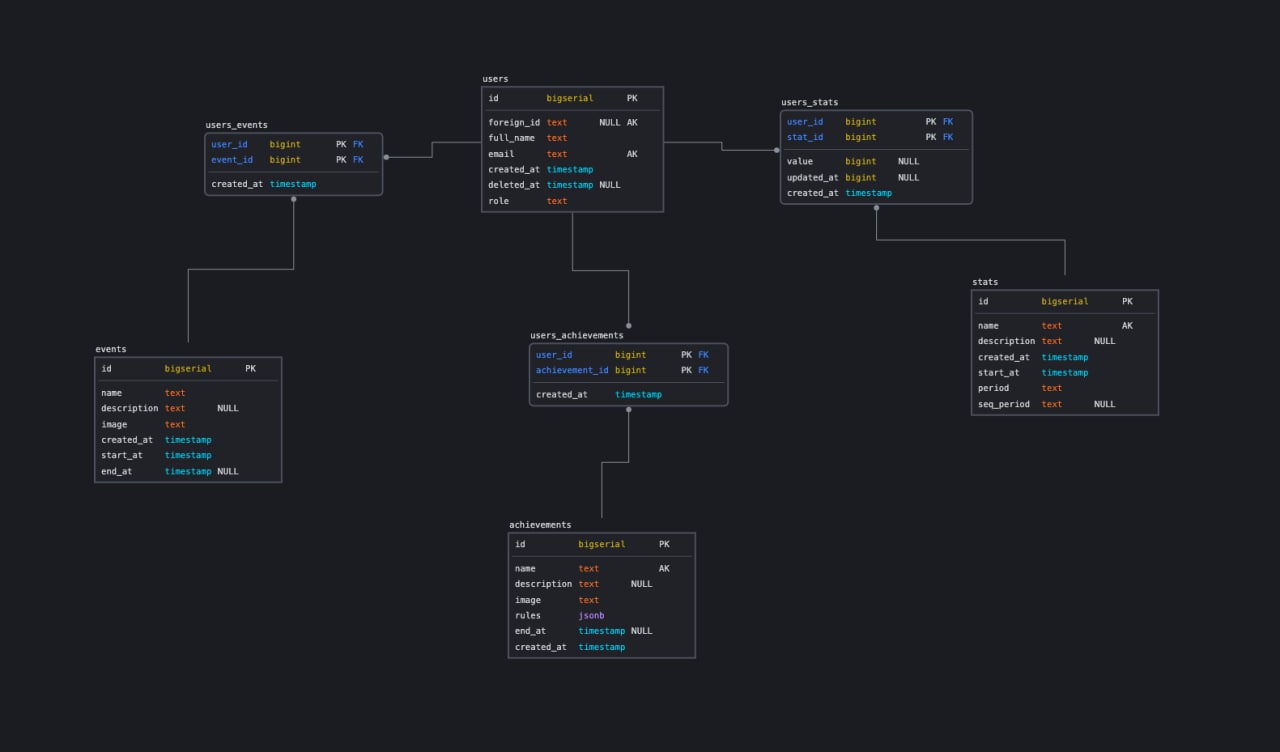 users
id bigserial PK
foreign_id text NULL AK
full_name text
email text AK
created_at timestamp
deleted_at timestamp NULL
role text
users_stats
user_id bigint PK FK
stat_id bigint PK FK
value bigint NULL
updated_at bigint NULL
created_at timestamp
users_events
user_id bigint PK FK
event_id bigint PK FK
created_at timestamp
stats
id bigserial PK
name text AK
description text NULL
created_at timestamp
start_at timestamp
period text
seq_period text NULL
users_achievements
user_id bigint PK FK
achievement_id bigint PK FK
created_at timestamp
events
id bigserial PK
name text
description text NULL
image text
created_at timestamp
start_at timestamp
end_at timestamp NULL
achievements
id bigserial PK
name text AK
description text NULL
image text
rules jsonb
end_at timestamp NULL
created_at timestamp